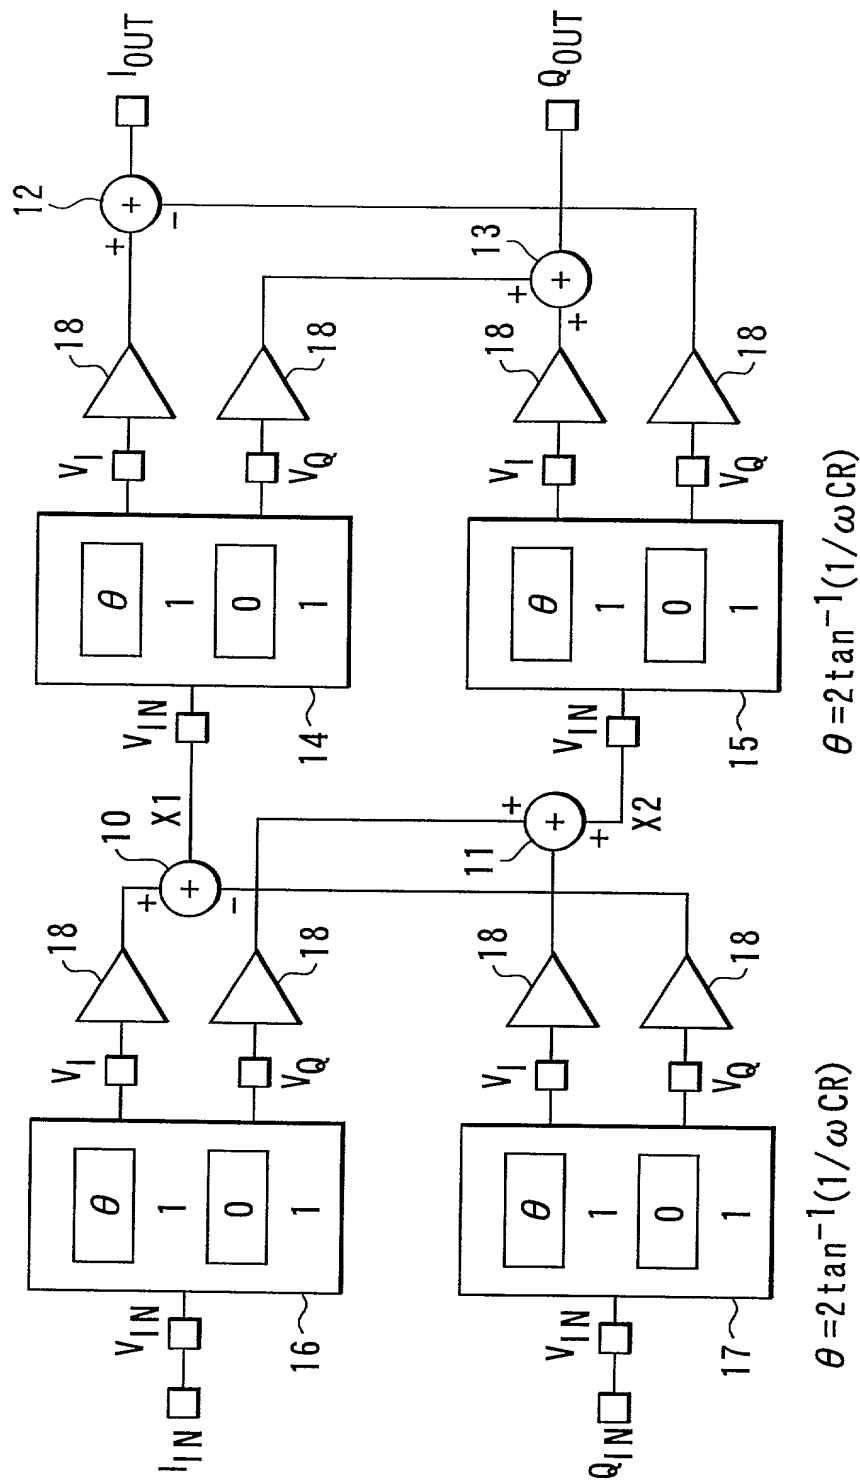 I_IN
V_IN
16
θ
1
0
1
V_I
V_Q
18
18
10
+
+
−
X1
V_IN
14
θ
1
0
1
V_I
V_Q
18
18
12
+
+
−
I_OUT
Q_IN
V_IN
17
θ
1
0
1
V_I
V_Q
18
18
11
+
+
+
X2
V_IN
15
θ
1
0
1
V_I
V_Q
18
18
13
+
+
+
Q_OUT
θ=2tan⁻¹(1/ωCR)
θ=2tan⁻¹(1/ωCR)